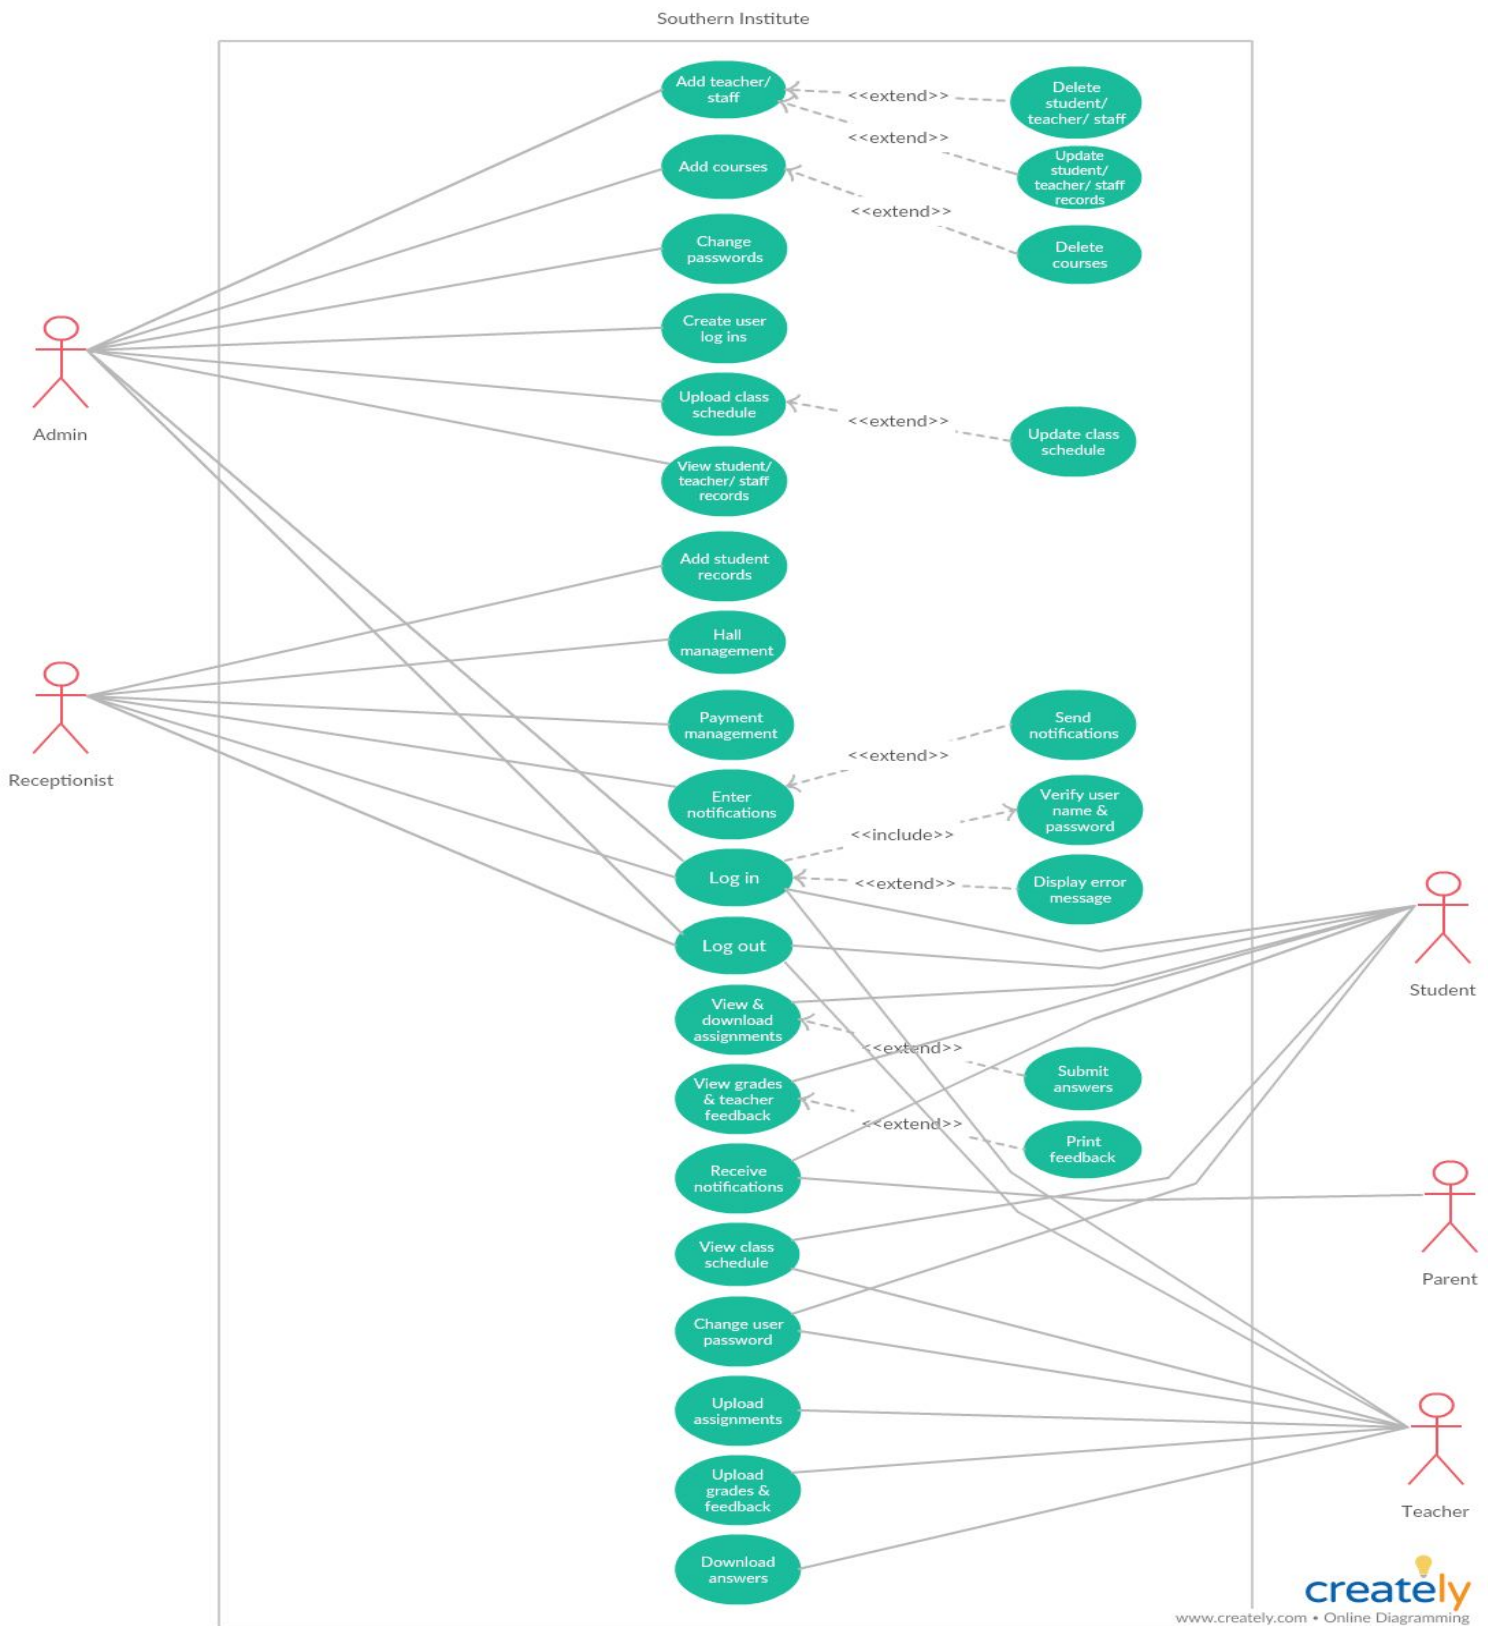 Southern Institute
Add teacher/
staff
<<extend>>
Delete
student/
teacher/ staff
<<extend>>
Update
student/
teacher/ staff
records
Add courses
<<extend>>
Delete
courses
Change
passwords
Create user
log ins
Admin
Upload class
schedule
<<extend>>
Update class
schedule
View student/
teacher/ staff
records
Add student
records
Hall
management
Receptionist
Payment
management
<<extend>>
Send
notifications
Enter
notifications
<<include>>
Verify user
name &
password
Log in
<<extend>>
Display error
message
Log out
Student
View &
download
assignments
<<extend>>
Submit
answers
View grades
& teacher
feedback
<<extend>>
Print
feedback
Receive
notifications
Parent
View class
schedule
Change user
password
Upload
assignments
Upload
grades &
feedback
Teacher
Download
answers
creately
www.creately.com • Online Diagramming